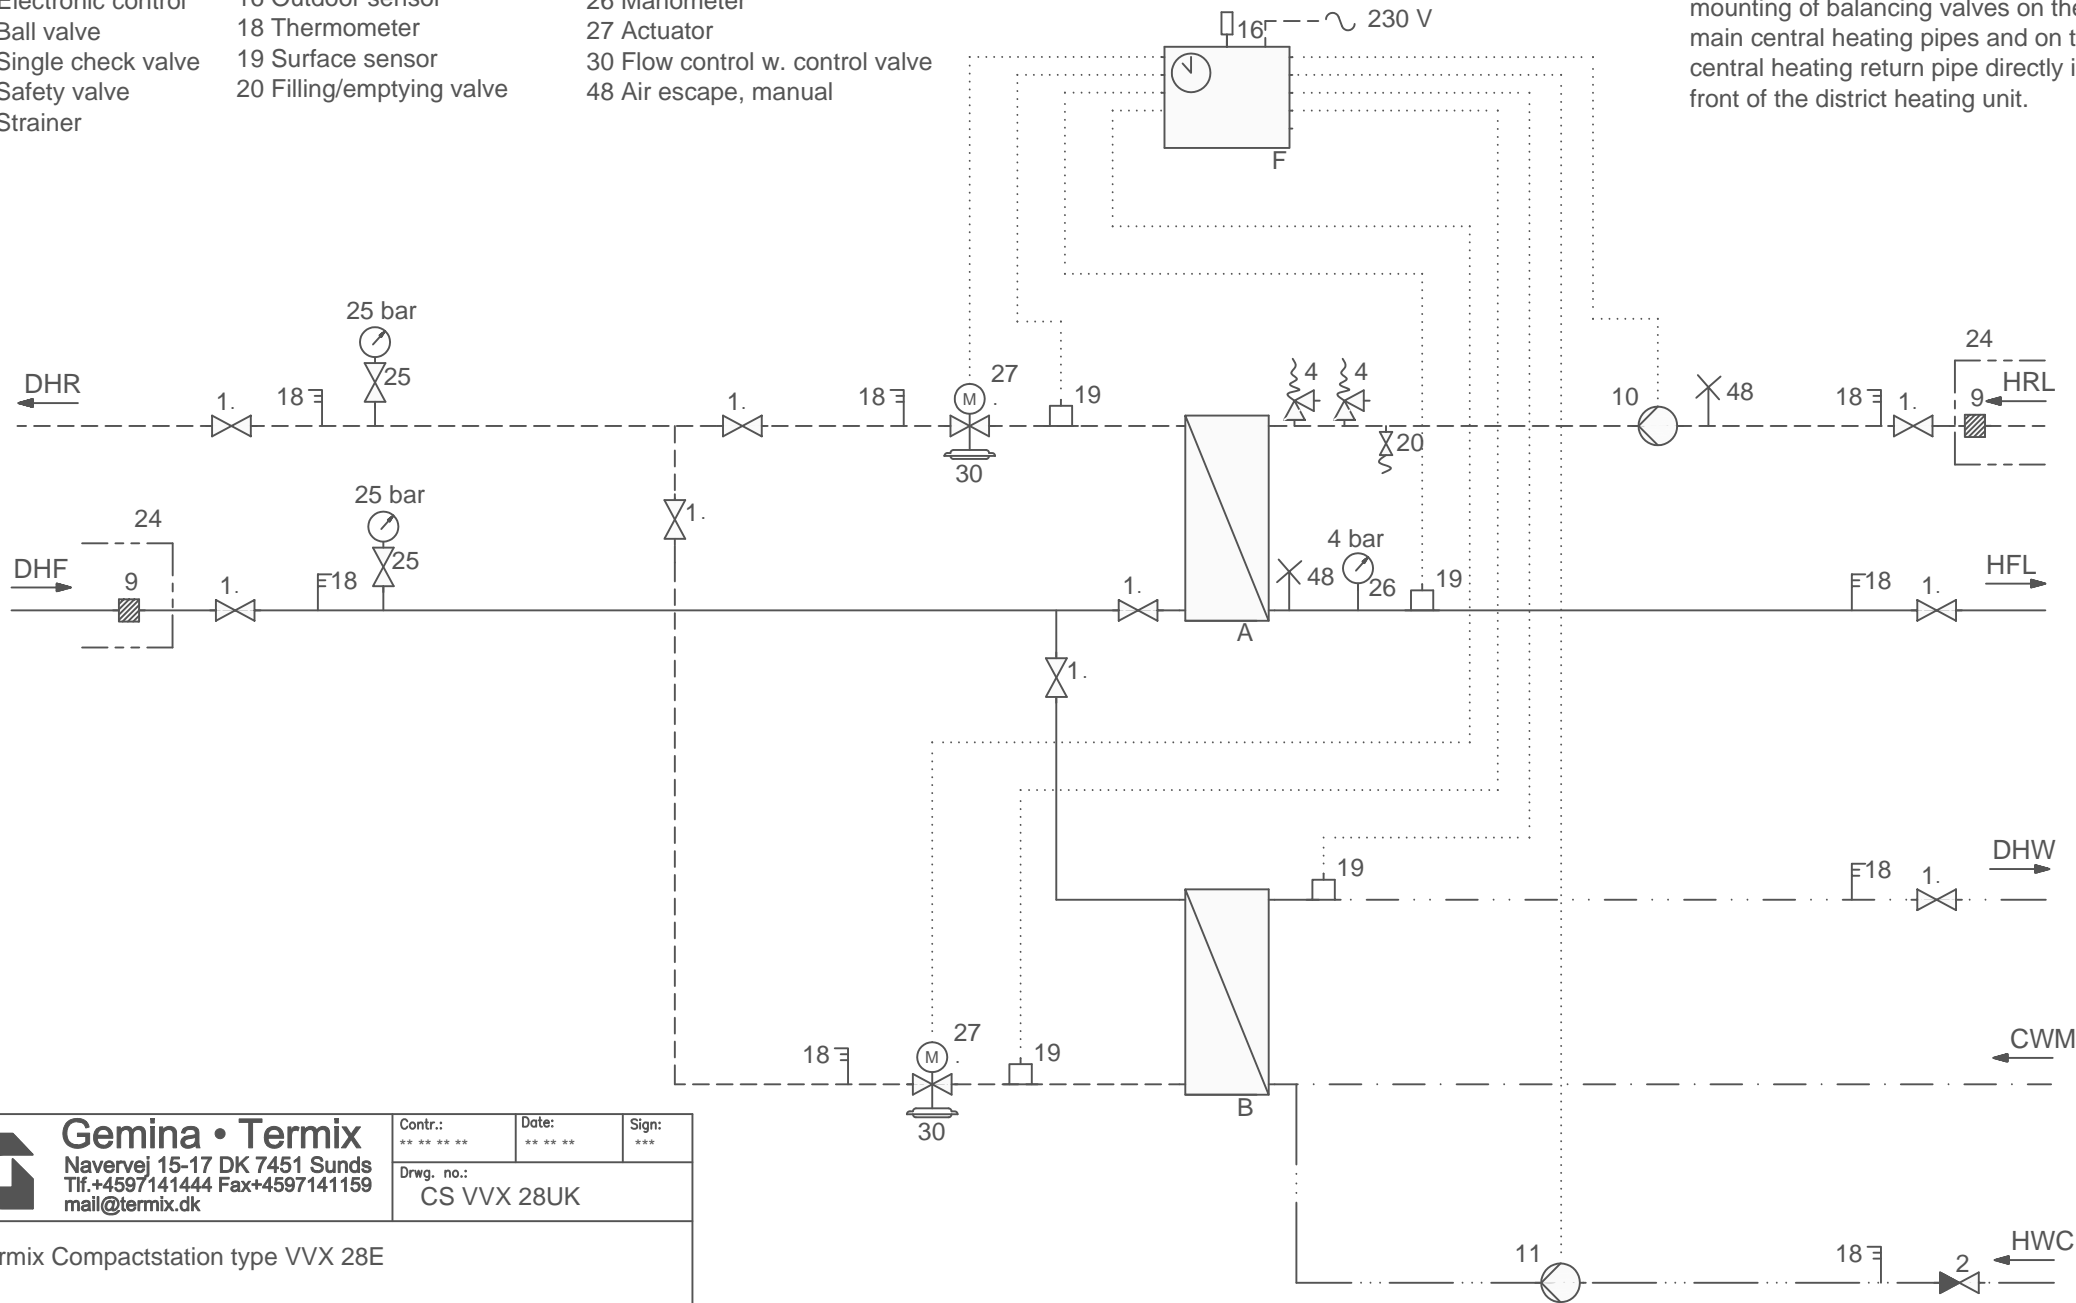 Electronic control
Ball valve
Single check valve
Safety valve
Strainer
16 Outdoor sensor
18 Thermometer
19 Surface sensor
20 Filling/emptying valve
26 Manometer
27 Actuator
30 Flow control w. control valve
48 Air escape, manual
mounting of balancing valves on the
main central heating pipes and on t
central heating return pipe directly i
front of the district heating unit.
16
230 V
F
25 bar
25
DHR
1.
18
1.
18
27
M
30
19
4
4
20
10
48
18
1.
24
9
HRL
1.
25 bar
25
24
DHF
9
1.
18
1.
A
48
4 bar
26
19
18
1.
HFL
1.
19
18
1.
DHW
18
27
M
30
19
B
CWM
11
18
2
HWC
Gemina • Termix
Navervej 15-17 DK 7451 Sunds
Tlf.+4597141444 Fax+4597141159
mail@termix.dk
Contr.:
** ** ** **
Date:
** ** **
Sign:
***
Drwg. no.:
CS VVX 28UK
rmix Compactstation type VVX 28E